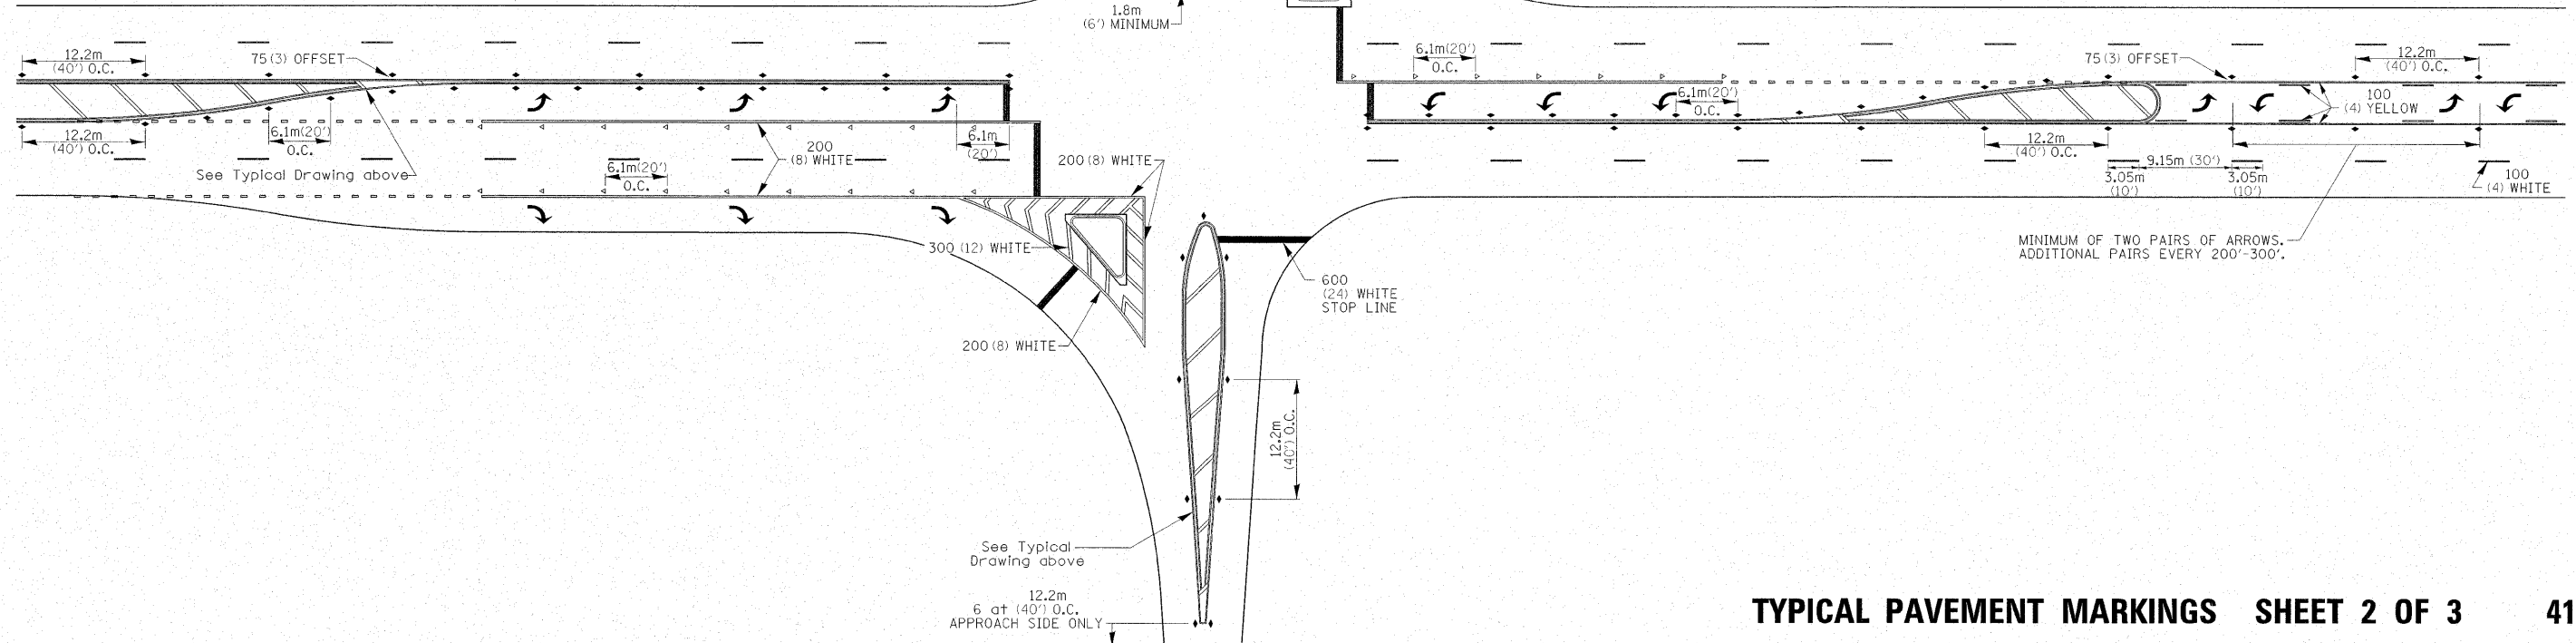 1.8m
(6') MINIMUM
12.2m
(40') O.C.
75(3) OFFSET
12.2m
(40') O.C.
6.1m(20')
O.C.
See Typical Drawing above
6.1m(20')
O.C.
200
(8) WHITE
6.1m
(20')
200(8) WHITE
300 (12) WHITE
200(8) WHITE
600
(24) WHITE
STOP LINE
6.1m(20')
O.C.
6.1m(20')
O.C.
75(3) OFFSET
12.2m
(40') O.C.
100
(4) YELLOW
12.2m
(40') O.C.
9.15m (30')
3.05m
(10')
3.05m
(10')
100
(4) WHITE
MINIMUM OF TWO PAIRS OF ARROWS.
ADDITIONAL PAIRS EVERY 200'-300'.
12.2m
(40') O.C.
See Typical
Drawing above
12.2m
6 at (40') O.C.
APPROACH SIDE ONLY
TYPICAL PAVEMENT MARKINGS SHEET 2 OF 3 41